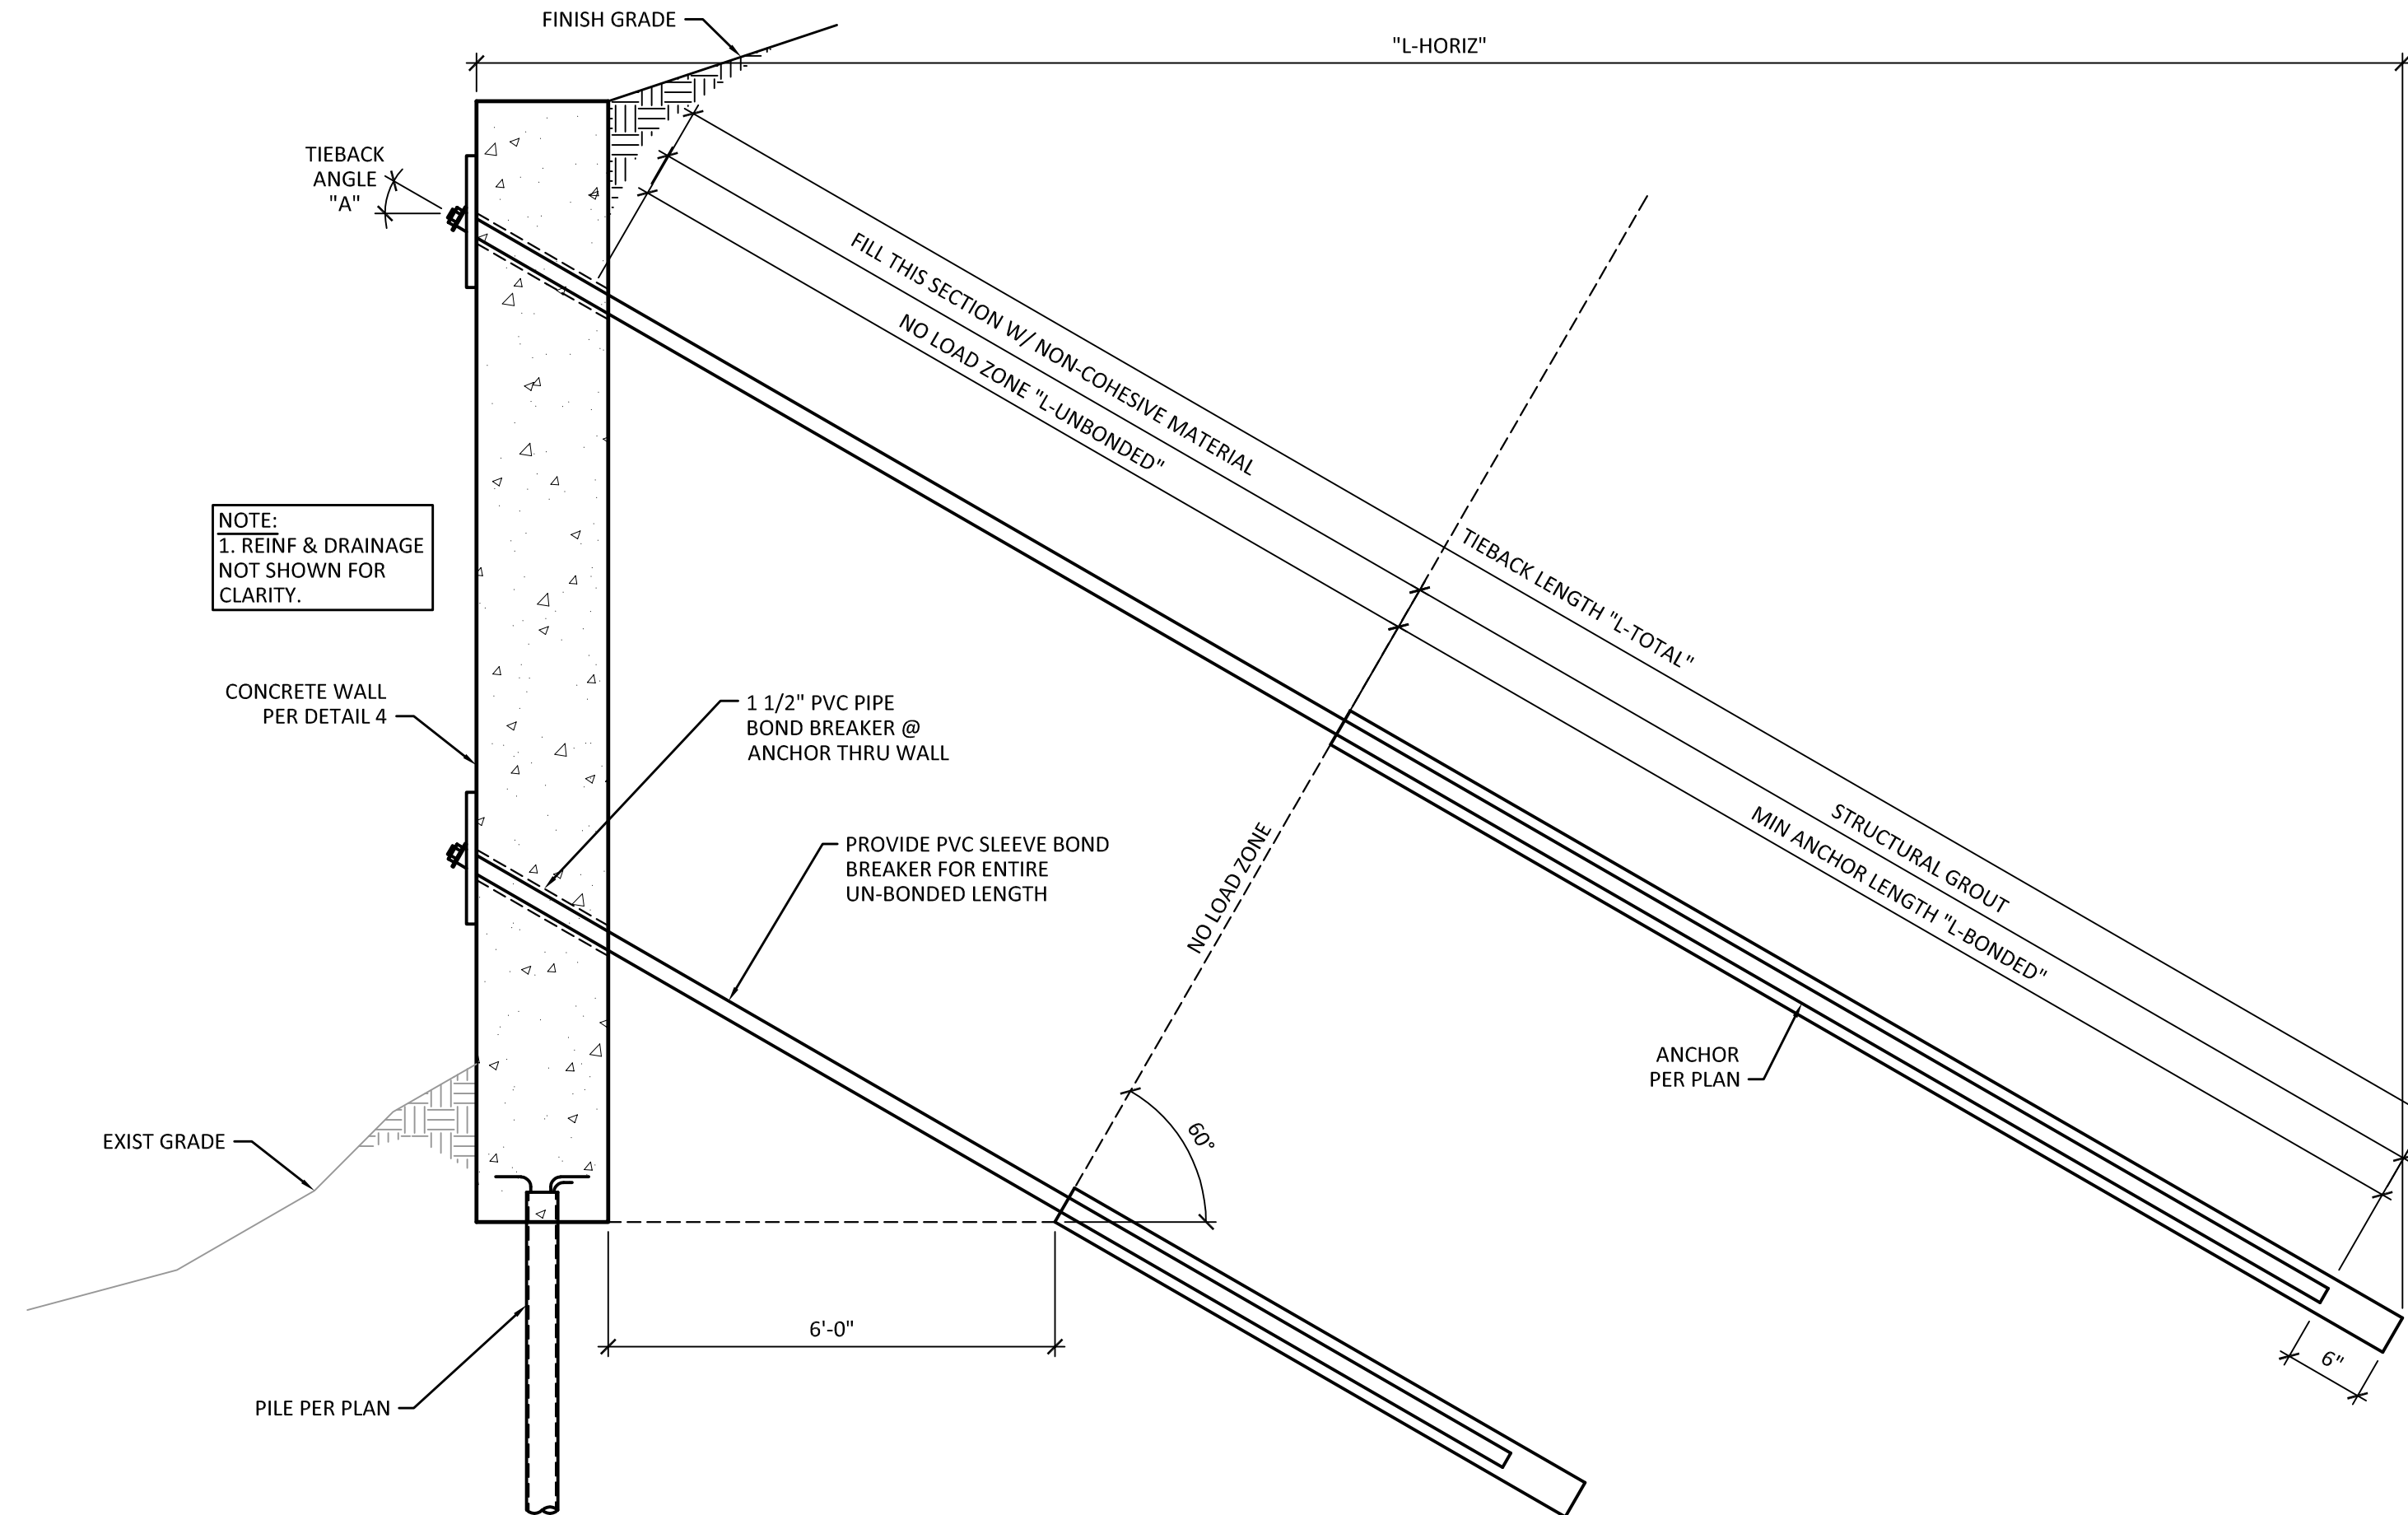 FINISH GRADE
"L-HORIZ"
TIEBACK
ANGLE
"A"
FILL THIS SECTION W/ NON-COHESIVE MATERIAL
NO LOAD ZONE "L-UNBONDED"
TIEBACK LENGTH "L-TOTAL"
NOTE:
1. REINF & DRAINAGE
NOT SHOWN FOR
CLARITY.
CONCRETE WALL
PER DETAIL 4
1 1/2" PVC PIPE
BOND BREAKER @
ANCHOR THRU WALL
PROVIDE PVC SLEEVE BOND
BREAKER FOR ENTIRE
UN-BONDED LENGTH
NO LOAD ZONE
STRUCTURAL GROUT
MIN ANCHOR LENGTH "L-BONDED"
ANCHOR
PER PLAN
EXIST GRADE
60°
6'-0"
6"
PILE PER PLAN